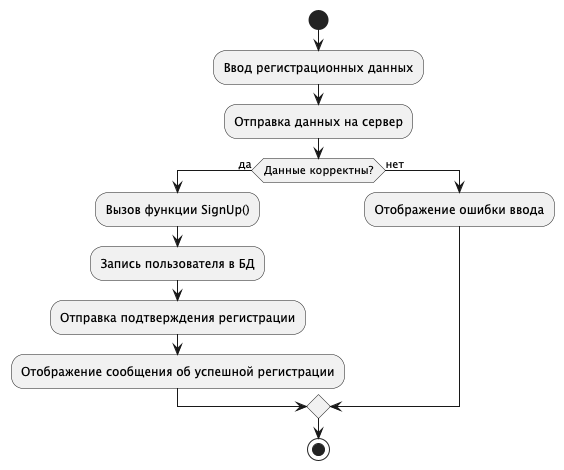 Ввод регистрационных данных
Отправка данных на сервер
да
Данные корректны?
нет
Вызов функции SignUp()
Отображение ошибки ввода
Запись пользователя в БД
Отправка подтверждения регистрации
Отображение сообщения об успешной регистрации